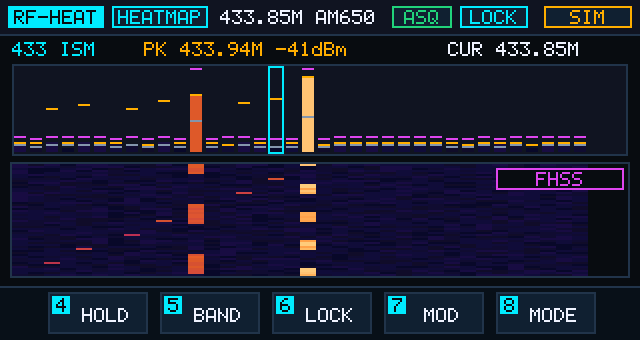 RF-HEAT HEATMAP 433.85M AM650 ASQ LOCK SIM
433 ISM PK 433.94M -41dBm CUR 433.85M
FHSS
4 HOLD 5 BAND 6 LOCK 7 MOD 8 MODE